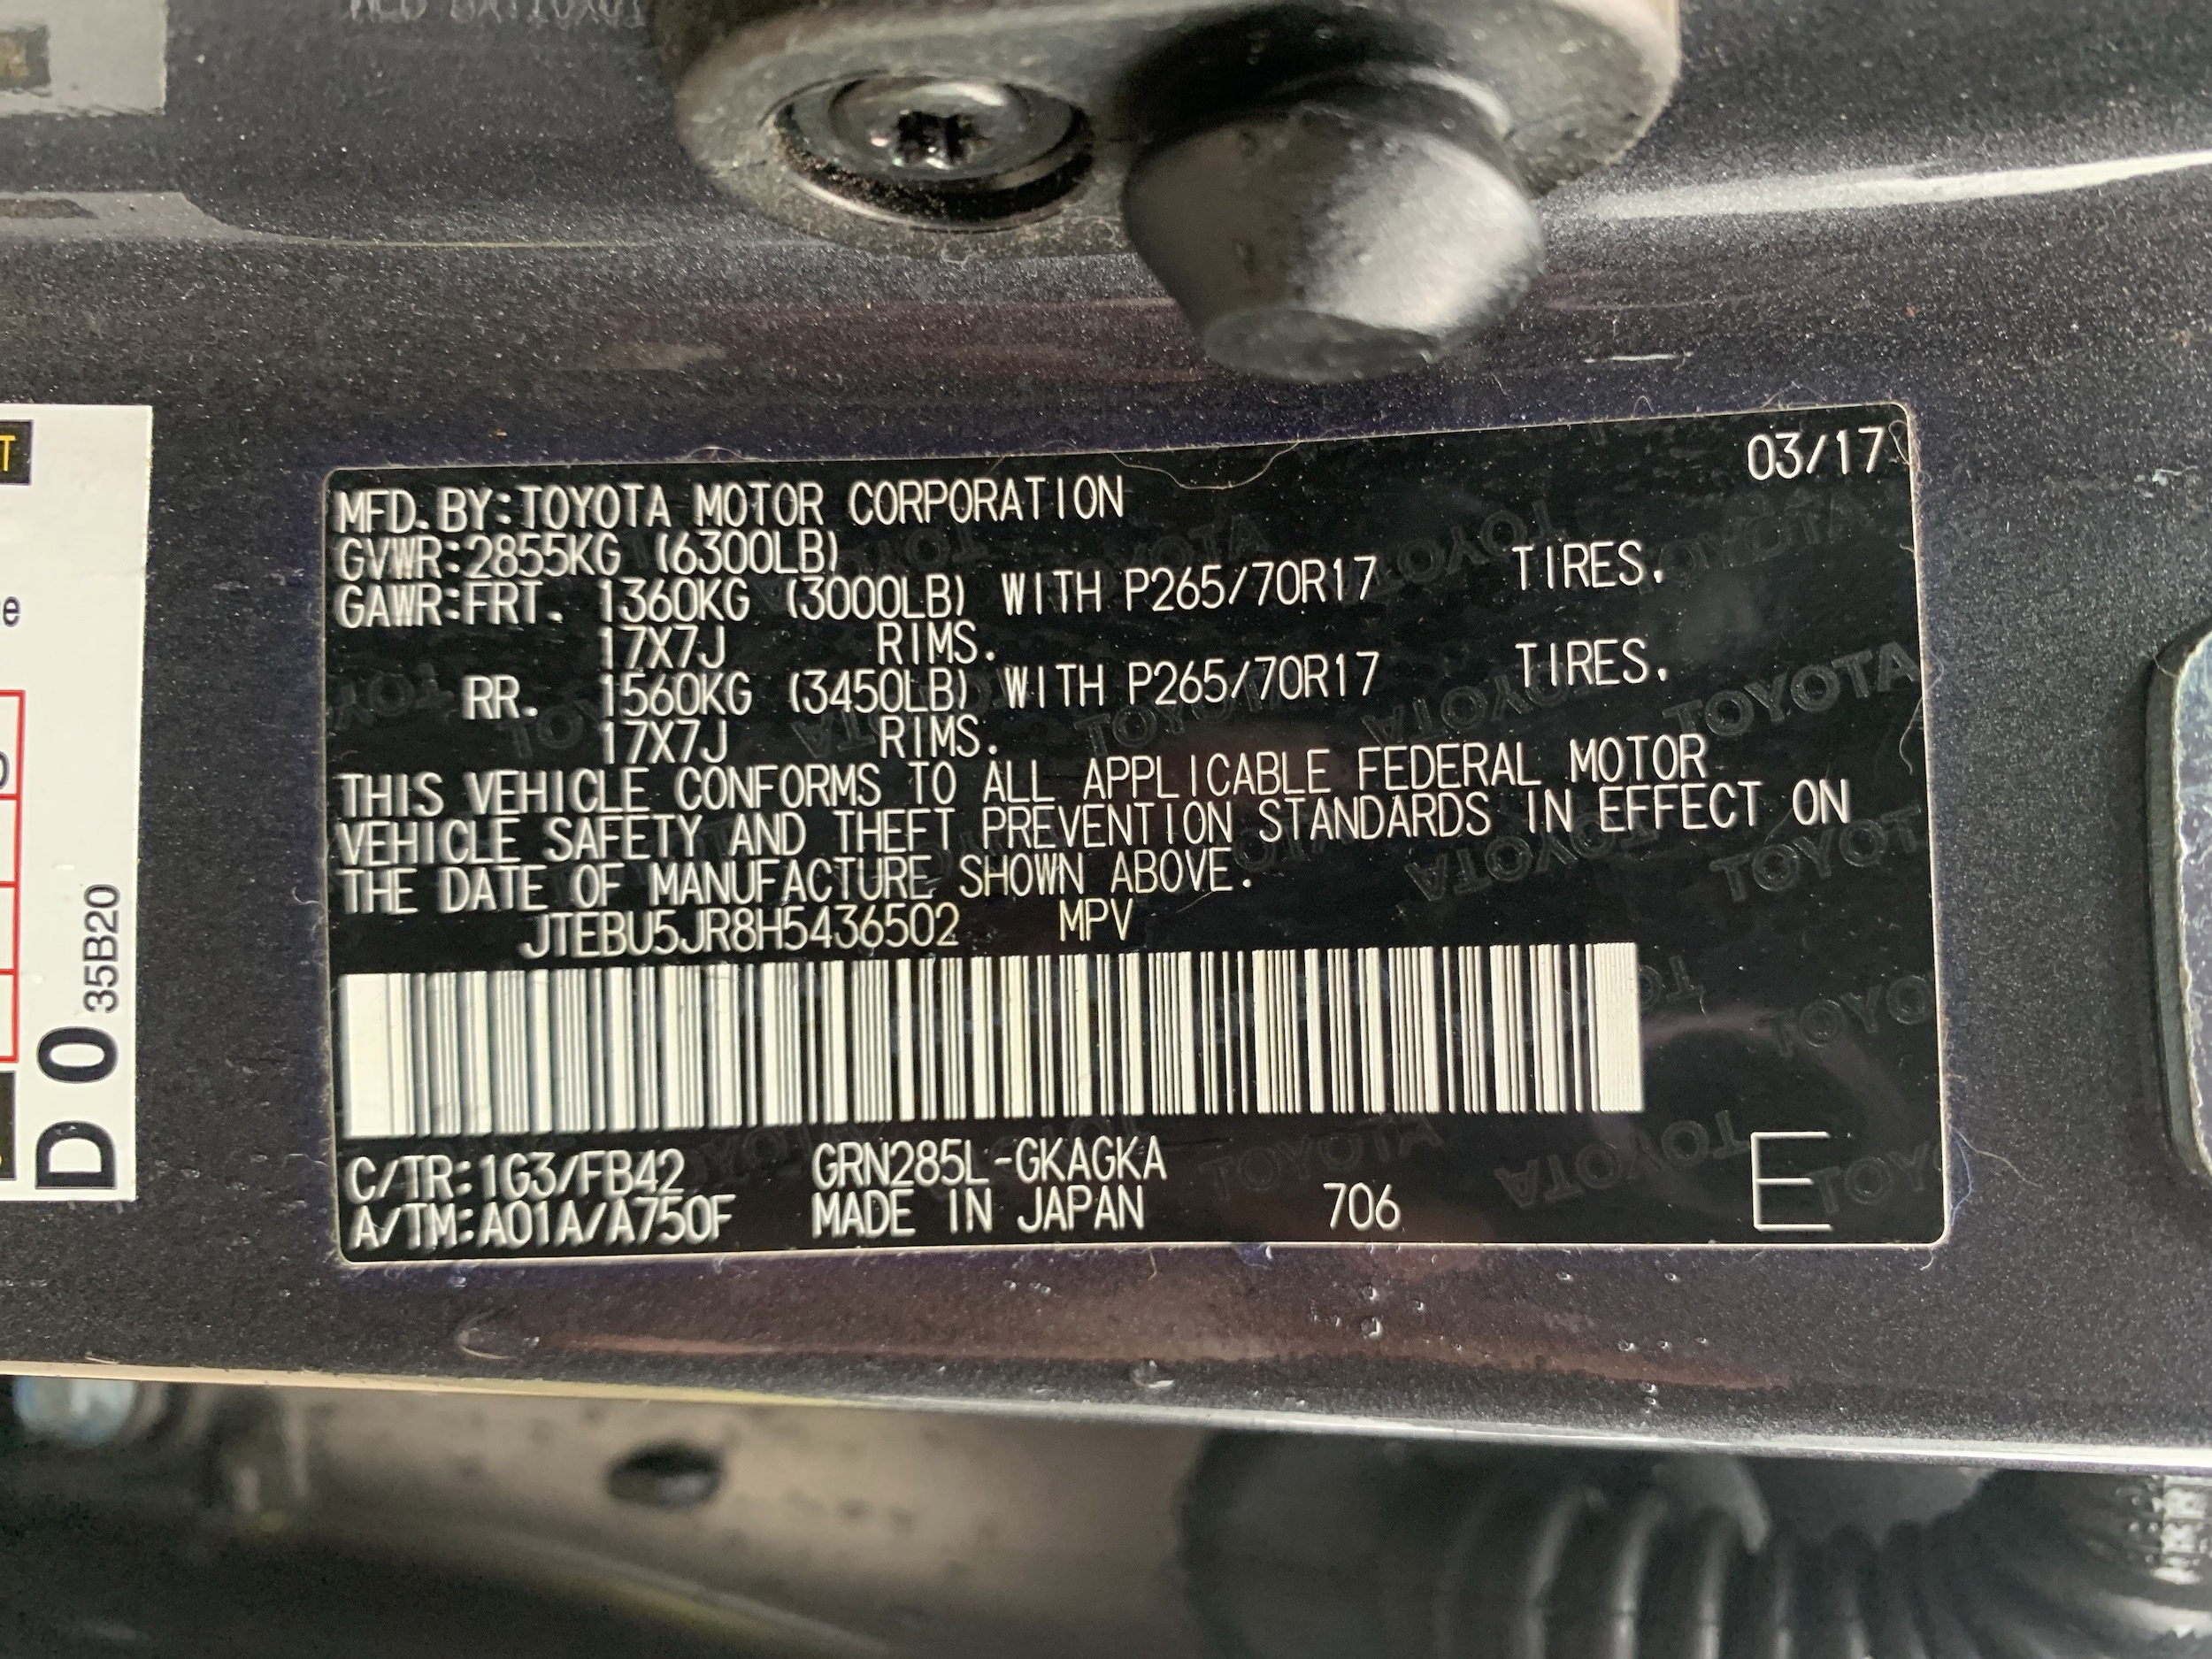 03/17
MFD.BY:TOYOTA MOTOR CORPORATION
GVWR:2855KG (6300LB)
GAWR:FRT. 1360KG (3000LB) WITH P265/70R17 TIRES.
17X7J RIMS.
RR. 1560KG (3450LB) WITH P265/70R17 TIRES.
17X7J RIMS.
THIS VEHICLE CONFORMS TO ALL APPLICABLE FEDERAL MOTOR
VEHICLE SAFETY AND THEFT PREVENTION STANDARDS IN EFFECT ON
THE DATE OF MANUFACTURE SHOWN ABOVE.
JTEBU5JR8H5436502 MPV
C/TR:1G3/FB42 GRN285L-GKAGKA
A/TM:A01A/A750F MADE IN JAPAN 706 E
D 0 35B20